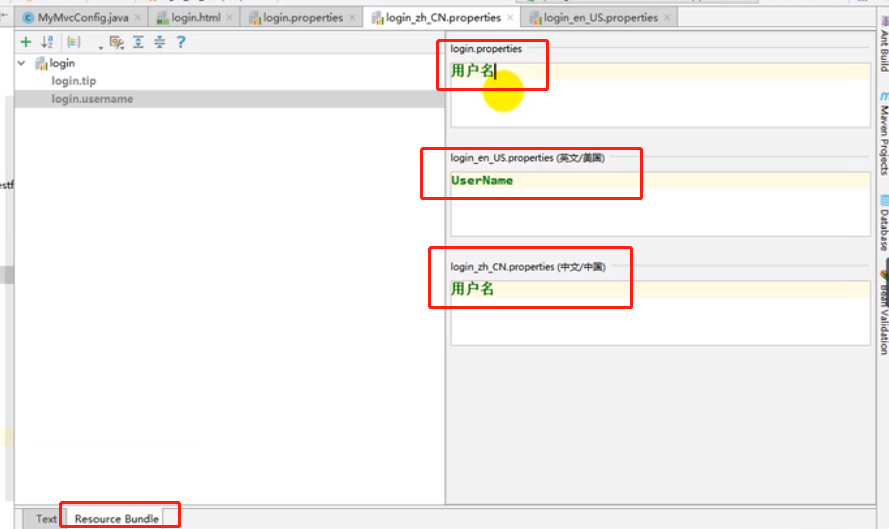 MyMvcConfig.java
login.html
login.properties
login_zh_CN.properties
login_en_US.properties
login
login.tip
login.username
login.properties
用户名
login_en_US.properties (英文/美国)
UserName
login_zh_CN.properties (中文/中国)
用户名
estf
Ant Build
Maven Projects
Database
Bean Validation
Text
Resource Bundle